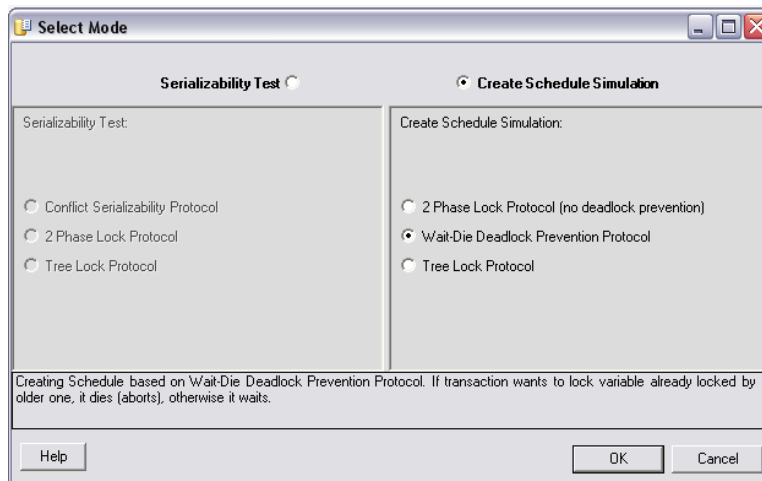 Select Mode
Serializability Test
Create Schedule Simulation
Serializability Test:
Create Schedule Simulation:
Conflict Serializability Protocol
2 Phase Lock Protocol
Tree Lock Protocol
2 Phase Lock Protocol (no deadlock prevention)
Wait-Die Deadlock Prevention Protocol
Tree Lock Protocol
Creating Schedule based on Wait-Die Deadlock Prevention Protocol. If transaction wants to lock variable already locked by
older one, it dies (aborts), otherwise it waits.
Help
OK
Cancel